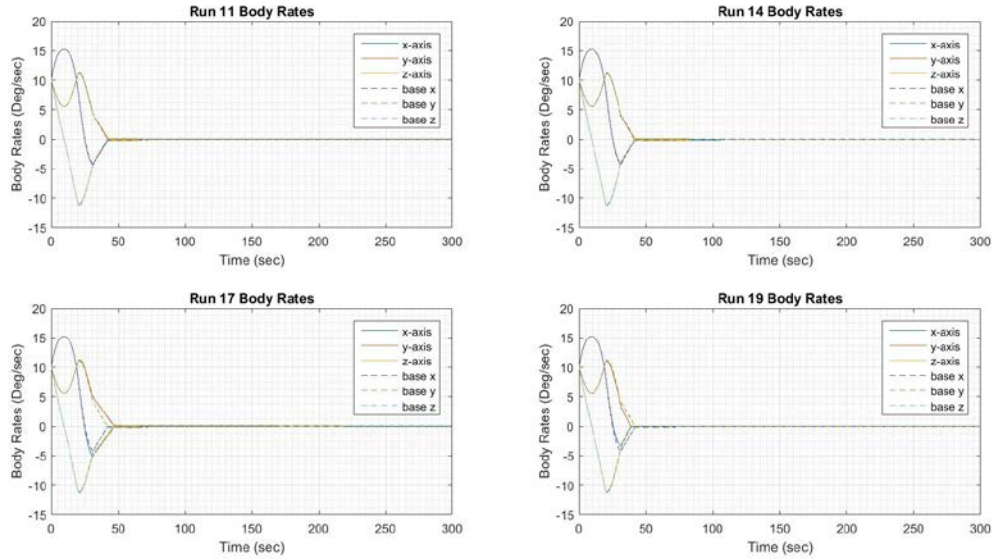 Run 11 Body Rates
20
15
10
5
0
-5
-10
-15
Body Rates (Deg/sec)
x-axis
y-axis
z-axis
base x
base y
base z
0 50 100 150 200 250 300
Time (sec)
Run 14 Body Rates
20
15
10
5
0
-5
-10
-15
Body Rates (Deg/sec)
x-axis
y-axis
z-axis
base x
base y
base z
0 50 100 150 200 250 300
Time (sec)
Run 17 Body Rates
20
15
10
5
0
-5
-10
-15
Body Rates (Deg/sec)
x-axis
y-axis
z-axis
base x
base y
base z
0 50 100 150 200 250 300
Time (sec)
Run 19 Body Rates
20
15
10
5
0
-5
-10
-15
Body Rates (Deg/sec)
x-axis
y-axis
z-axis
base x
base y
base z
0 50 100 150 200 250 300
Time (sec)